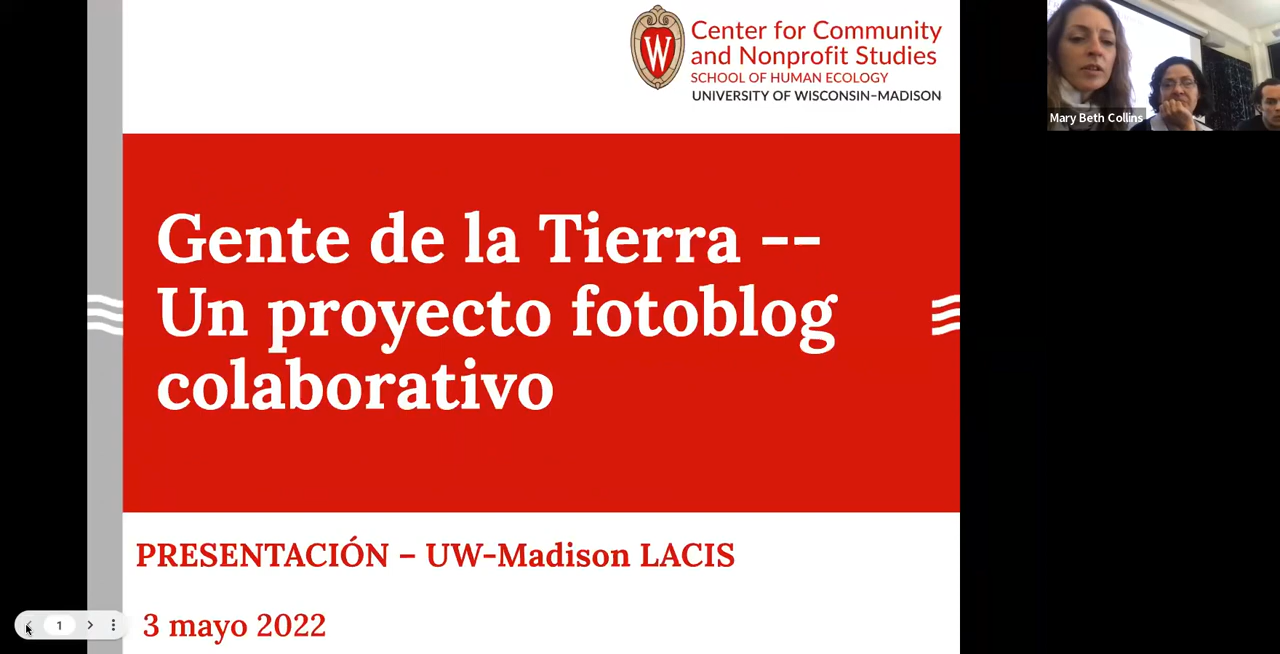 W
Center for Community
and Nonprofit Studies
SCHOOL OF HUMAN ECOLOGY
UNIVERSITY OF WISCONSIN–MADISON
Mary Beth Collins
Gente de la Tierra --
Un proyecto fotoblog
colaborativo
PRESENTACIÓN – UW-Madison LACIS
3 mayo 2022
1